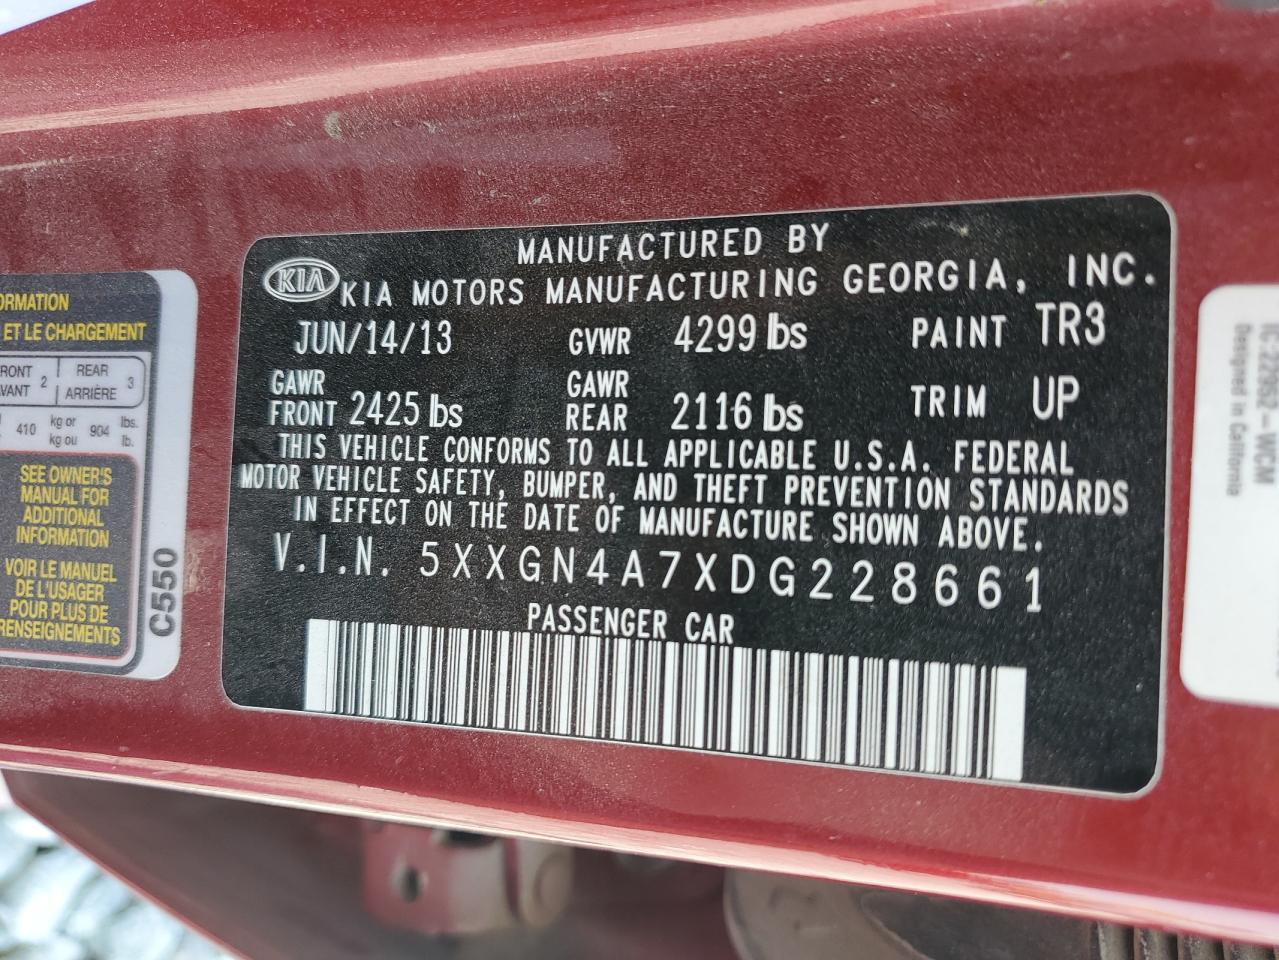 MANUFACTURED BY
KIA
KIA MOTORS MANUFACTURING GEORGIA, INC.
JUN/14/13 GVWR 4299 lbs PAINT TR3
GAWR FRONT 2425 lbs GAWR REAR 2116 lbs TRIM UP
THIS VEHICLE CONFORMS TO ALL APPLICABLE U.S.A. FEDERAL
MOTOR VEHICLE SAFETY, BUMPER, AND THEFT PREVENTION STANDARDS
IN EFFECT ON THE DATE OF MANUFACTURE SHOWN ABOVE.
V.I.N. 5XXGN4A7XDG228661
PASSENGER CAR
ET LE CHARGEMENT
2 REAR 3
ARRIÈRE
410 kg or 904 lbs.
kg ou lb.
SEE OWNER'S
MANUAL FOR
ADDITIONAL
INFORMATION
VOIR LE MANUEL
DE L'USAGER
POUR PLUS DE
RENSEIGNEMENTS
C550
Designed in California